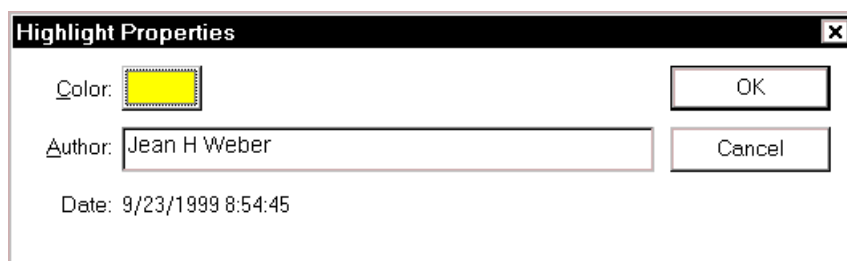 Highlight Properties
Color: OK
Author: Jean H Weber Cancel
Date: 9/23/1999 8:54:45